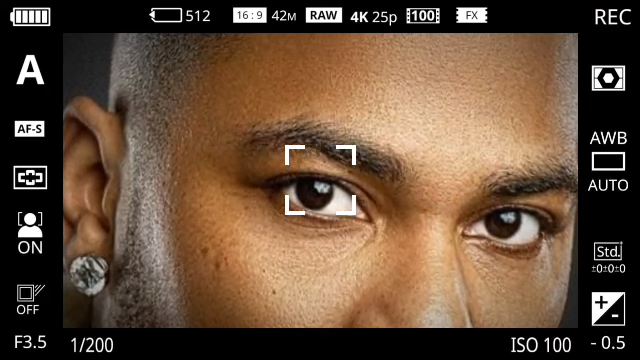 512 16:9 42M RAW 4K 25p 100 FX REC
A
AF-S
ON
OFF
F3.5
1/200
AWB
AUTO
Std.
±0±0±0
ISO 100
- 0.5